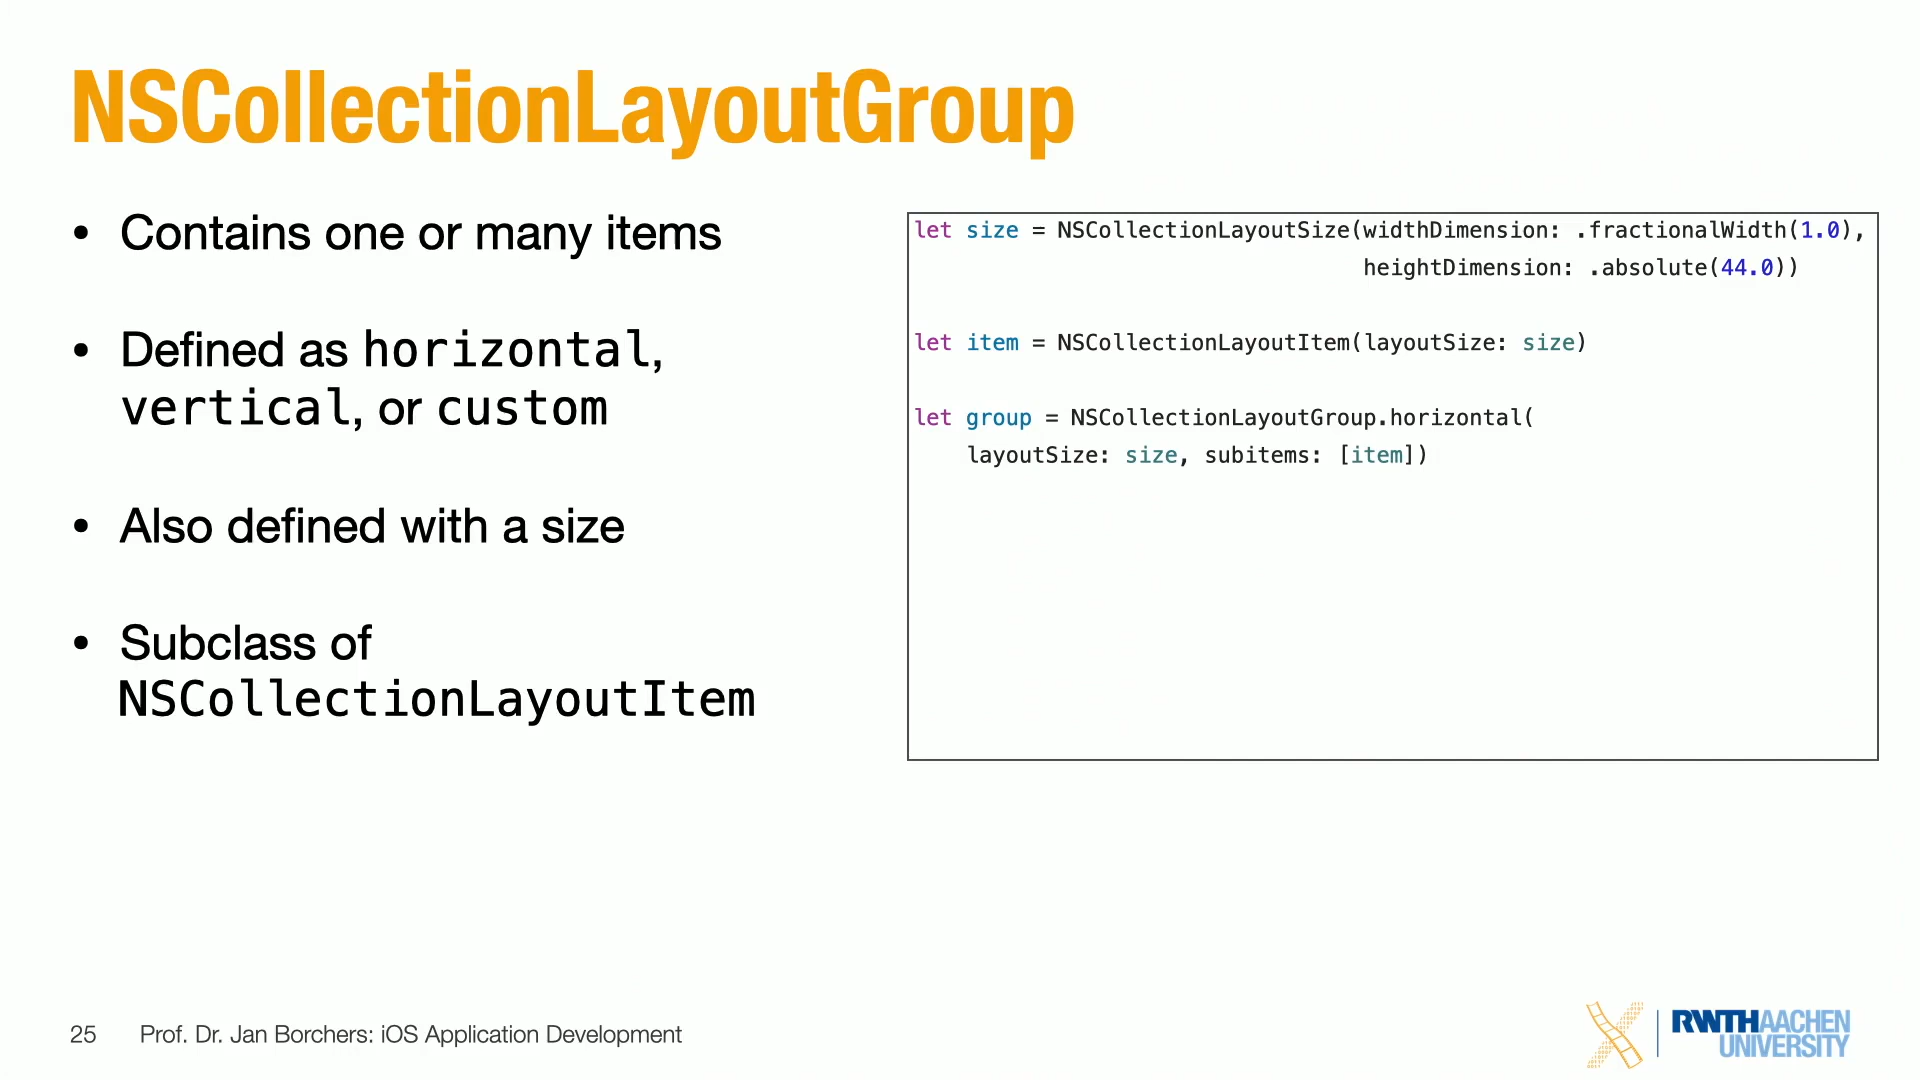 NSCollectionLayoutGroup
• Contains one or many items
• Defined as horizontal,
vertical, or custom
• Also defined with a size
• Subclass of
NSCollectionLayoutItem
let size = NSCollectionLayoutSize(widthDimension: .fractionalWidth(1.0),
heightDimension: .absolute(44.0))
let item = NSCollectionLayoutItem(layoutSize: size)
let group = NSCollectionLayoutGroup.horizontal(
layoutSize: size, subitems: [item])
25 Prof. Dr. Jan Borchers: iOS Application Development
RWTHAACHEN
UNIVERSITY